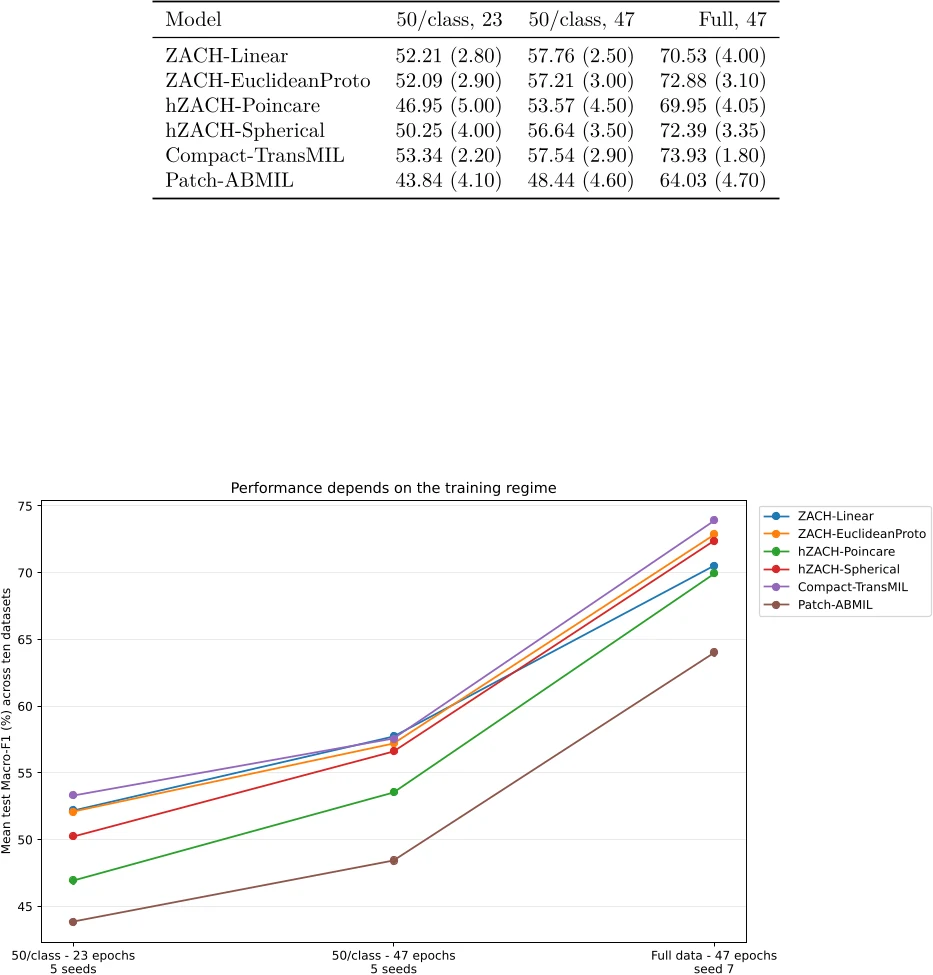 Model 50/class, 23 50/class, 47 Full, 47
ZACH-Linear 52.21 (2.80) 57.76 (2.50) 70.53 (4.00)
ZACH-EuclideanProto 52.09 (2.90) 57.21 (3.00) 72.88 (3.10)
hZACH-Poincare 46.95 (5.00) 53.57 (4.50) 69.95 (4.05)
hZACH-Spherical 50.25 (4.00) 56.64 (3.50) 72.39 (3.35)
Compact-TransMIL 53.34 (2.20) 57.54 (2.90) 73.93 (1.80)
Patch-ABMIL 43.84 (4.10) 48.44 (4.60) 64.03 (4.70)
Performance depends on the training regime
Mean test Macro-F1 (%) across ten datasets
75
70
65
60
55
50
45
50/class - 23 epochs
5 seeds
50/class - 47 epochs
5 seeds
Full data - 47 epochs
seed 7
ZACH-Linear
ZACH-EuclideanProto
hZACH-Poincare
hZACH-Spherical
Compact-TransMIL
Patch-ABMIL